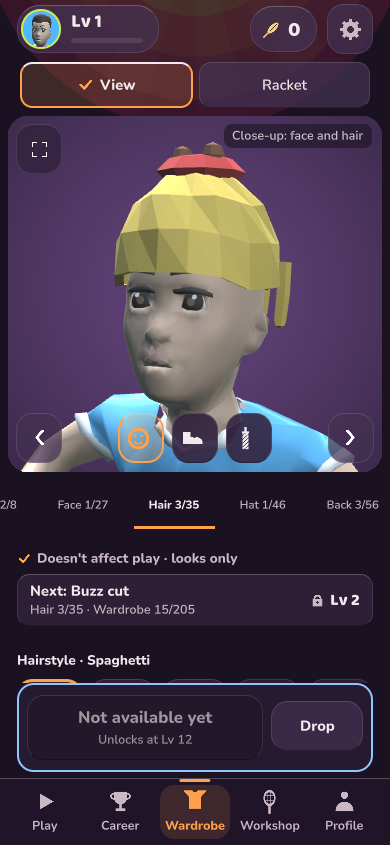 Lv 1
0
View
Racket
Close-up: face and hair
2/8
Face 1/27
Hair 3/35
Hat 1/46
Back 3/56
Doesn't affect play · looks only
Next: Buzz cut
Hair 3/35 · Wardrobe 15/205
Lv 2
Hairstyle · Spaghetti
Not available yet
Unlocks at Lv 12
Drop
Play
Career
Wardrobe
Workshop
Profile